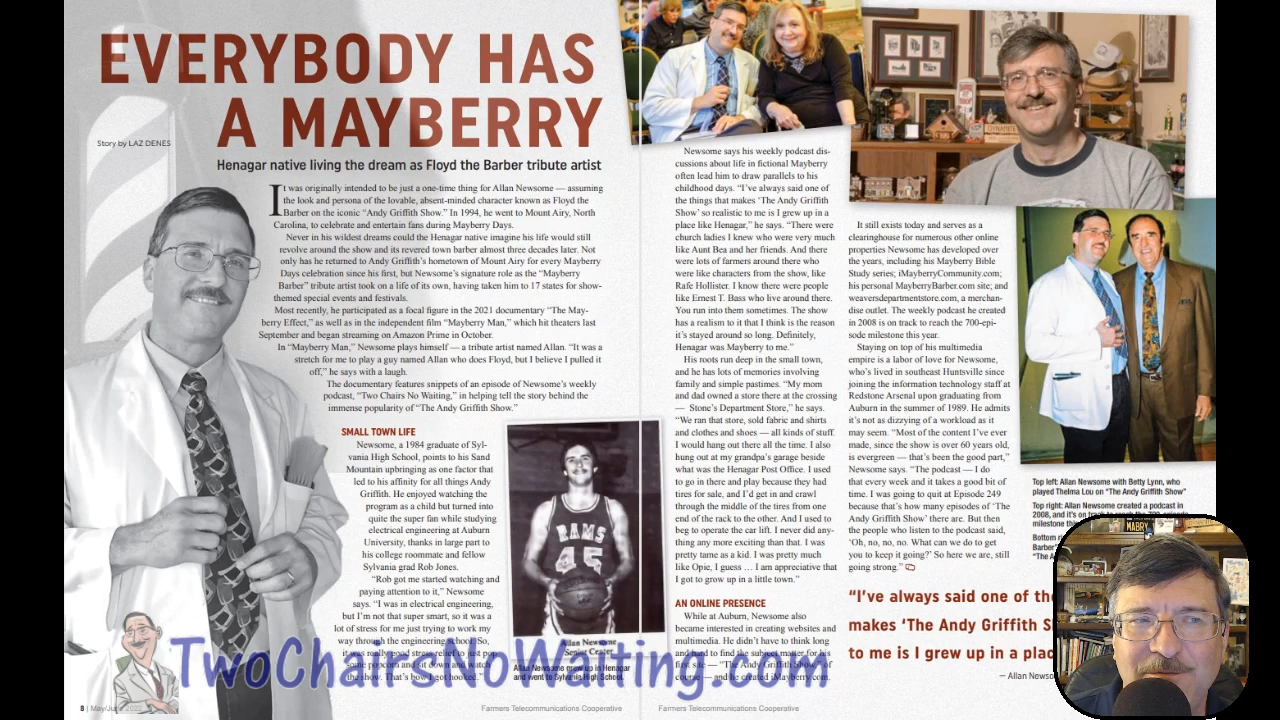 EVERYBODY HAS
A MAYBERRY
Story by LAZ DENES
Henagar native living the dream as Floyd the Barber tribute artist
It was originally intended to be just a one-time thing for Allan Newsome — assuming
the look and persona of the lovable, absent-minded character known as Floyd the
Barber on the iconic “Andy Griffith Show.” In 1994, he went to Mount Airy, North
Carolina, to celebrate and entertain fans during Mayberry Days.
Never in his wildest dreams could the Henagar native imagine his life would still
revolve around the show and its revered town barber almost three decades later. Not
only has he returned to Andy Griffith’s hometown of Mount Airy for every Mayberry
Days celebration since his first, but Newsome’s signature role as the “Mayberry
Barber” tribute artist took on a life of its own, having taken him to 17 states for show-
themed special events and festivals.
Most recently, he participated as a focal figure in the 2021 documentary “The May-
berry Effect,” as well as in the independent film “Mayberry Man,” which hit theaters last
September and began streaming on Amazon Prime in October.
In “Mayberry Man,” Newsome plays himself — a tribute artist named Allan. “It was a
stretch for me to play a guy named Allan who does Floyd, but I believe I pulled it
off,” he says with a laugh.
The documentary features snippets of an episode of Newsome’s weekly
podcast, “Two Chairs No Waiting,” in helping tell the story behind the
immense popularity of “The Andy Griffith Show.”
SMALL TOWN LIFE
Newsome, a 1984 graduate of Syl-
vania High School, points to his Sand
Mountain upbringing as one factor that
led to his affinity for all things Andy
Griffith. He enjoyed watching the
program as a child but turned into
quite the super fan while studying
electrical engineering at Auburn
University, thanks in large part to
his college roommate and fellow
Sylvania grad Rob Jones.
“Rob got me started watching and
paying attention to it,” Newsome
says. “I was in electrical engineering,
but I’m not that super smart, so it was a
lot of stress for me just trying to work my
way through the engineering school. So,
it was really good stress relief to just pop
some popcorn and sit down and watch
the show. That’s how I got hooked.”
RAMS
45
Allan Newsome
Senior Center
Allan Newsome grew up in Henagar
and went to Sylvania High School.
Newsome says his weekly podcast dis-
cussions about life in fictional Mayberry
often lead him to draw parallels to his
childhood days. “I’ve always said one of
the things that makes ‘The Andy Griffith
Show’ so realistic to me is I grew up in a
place like Henagar,” he says. “There were
church ladies I knew who were very much
like Aunt Bea and her friends. And there
were lots of farmers around there who
were like characters from the show, like
Rafe Hollister. I know there were people
like Ernest T. Bass who live around there.
You run into them sometimes. The show
has a realism to it that I think is the reason
it’s stayed around so long. Definitely,
Henagar was Mayberry to me.”
His roots run deep in the small town,
and he has lots of memories involving
family and simple pastimes. “My mom
and dad owned a store there at the crossing
— Stone’s Department Store,” he says.
“We ran that store, sold fabric and shirts
and clothes and shoes — all kinds of stuff.
I would hang out there all the time. I also
hung out at my grandpa’s garage beside
what was the Henagar Post Office. I used
to go in there and play because they had
tires for sale, and I’d get in and crawl
through the middle of the tires from one
end of the rack to the other. And I used to
beg to operate the car lift. I never did any-
thing any more exciting than that. I was
pretty tame as a kid. I was pretty much
like Opie, I guess … I am appreciative that
I got to grow up in a little town.”
AN ONLINE PRESENCE
While at Auburn, Newsome also
became interested in creating websites and
multimedia. He didn’t have to think long
and hard to find the subject matter for his
first site — “The Andy Griffith Show,” of
course — and he created iMayberry.com.
It still exists today and serves as a
clearinghouse for numerous other online
properties Newsome has developed over
the years, including his Mayberry Bible
Study series; iMayberryCommunity.com;
his personal MayberryBarber.com site; and
weaversdepartmentstore.com, a merchan-
dise outlet. The weekly podcast he created
in 2008 is on track to reach the 700-epi-
sode milestone this year.
Staying on top of his multimedia
empire is a labor of love for Newsome,
who’s lived in southeast Huntsville since
joining the information technology staff at
Redstone Arsenal upon graduating from
Auburn in the summer of 1989. He admits
it’s not as dizzying of a workload as it
may seem. “Most of the content I’ve ever
made, since the show is over 60 years old,
is evergreen — that’s been the good part,”
Newsome says. “The podcast — I do
that every week and it takes a good bit of
time. I was going to quit at Episode 249
because that’s how many episodes of ‘The
Andy Griffith Show’ there are. But then
the people who listen to the podcast said,
‘Oh, no, no, no. What can we do to get
you to keep it going?’ So here we are, still
going strong.”
DYNAMITE
Top left: Allan Newsome with Betty Lynn, who
played Thelma Lou on “The Andy Griffith Show”
Top right: Allan Newsome created a podcast in
2008, and it’s on track to reach the 700-episode
milestone thi
Bottom ri
Barber
“The A
“I’ve always said one of the
makes ‘The Andy Griffith S
to me is I grew up in a plac
— Allan Newso
MABRY
TwoChairsNoWaiting.com
8 | May/June 2022
Farmers Telecommunications Cooperative
Farmers Telecommunications Cooperative